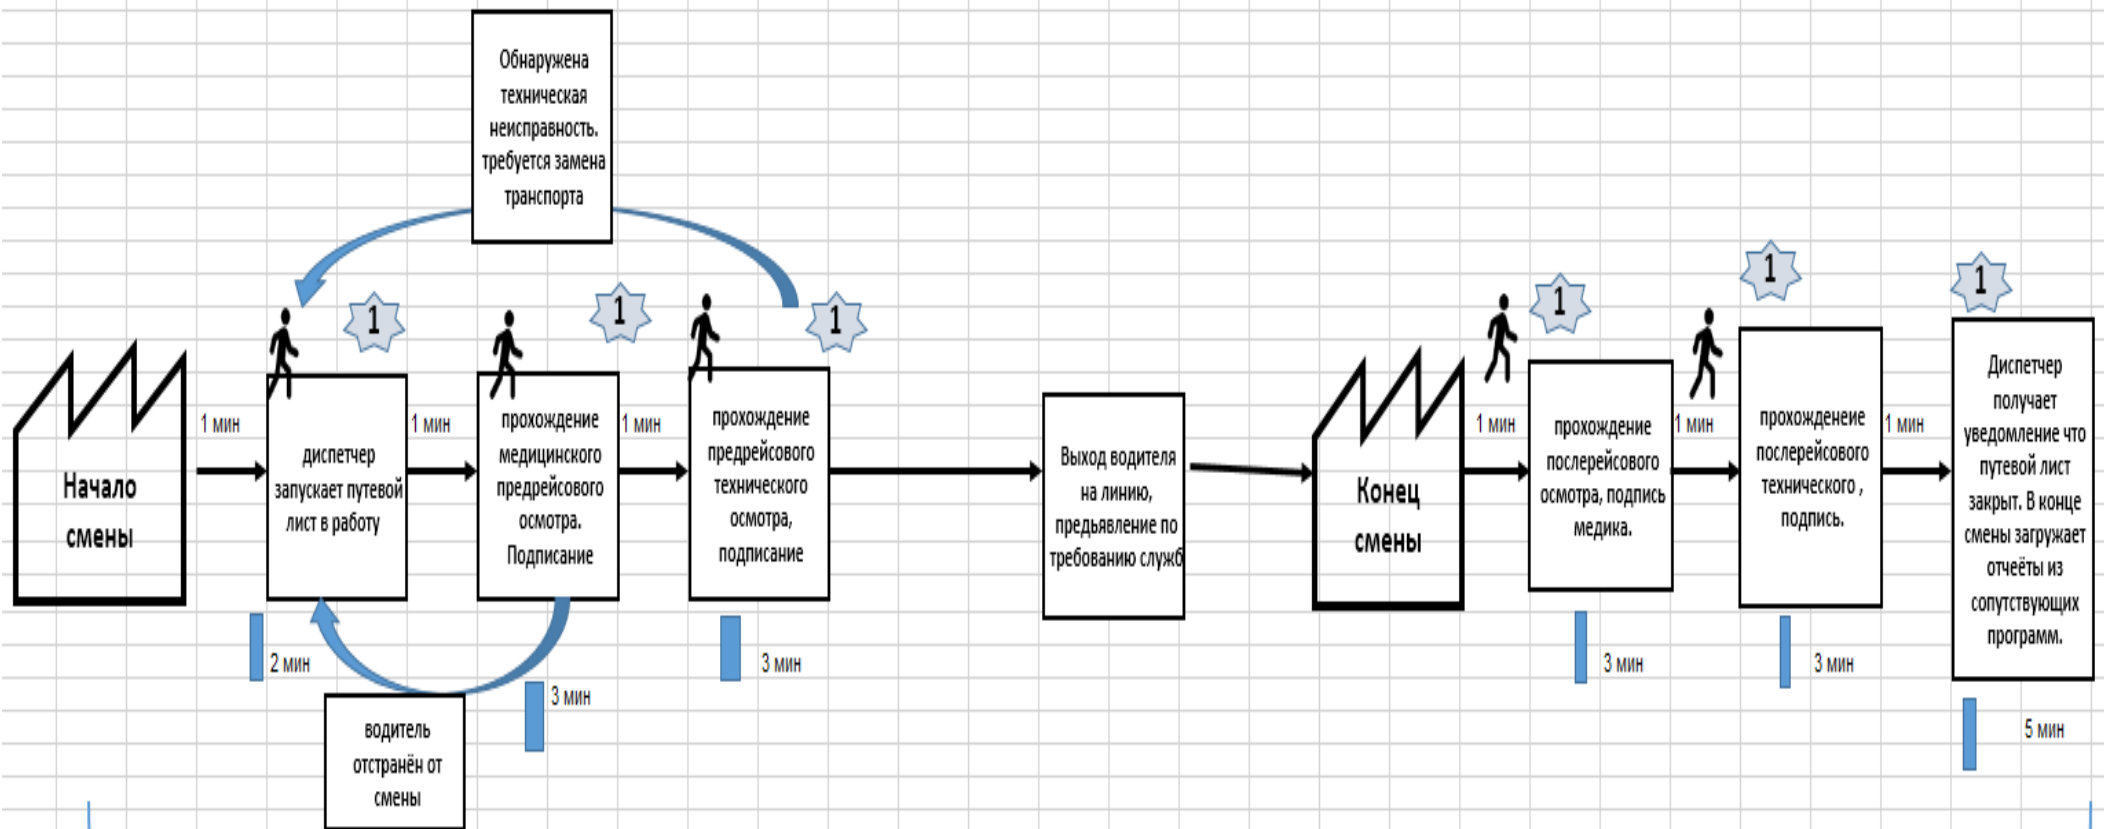 Обнаружена
техническая
неисправность.
требуется замена
транспорта
1
1
1
1
1
1
Начало
смены
1 мин
диспетчер
запускает путевой
лист в работу
1 мин
прохождение
медицинского
предрейсового
осмотра.
Подписание
1 мин
прохождение
предрейсового
технического
осмотра,
подписание
Выход водителя
на линию,
предьявление по
требованию служб
Конец
смены
1 мин
прохождение
послерейсового
осмотра, подпись
медика.
1 мин
прохожденеие
послерейсового
технического ,
подпись.
1 мин
Диспетчер
получает
уведомление что
путевой лист
закрыт. В конце
смены загружает
отчеёты из
сопутствующих
программ.
2 мин
3 мин
3 мин
3 мин
3 мин
5 мин
водитель
отстранён от
смены